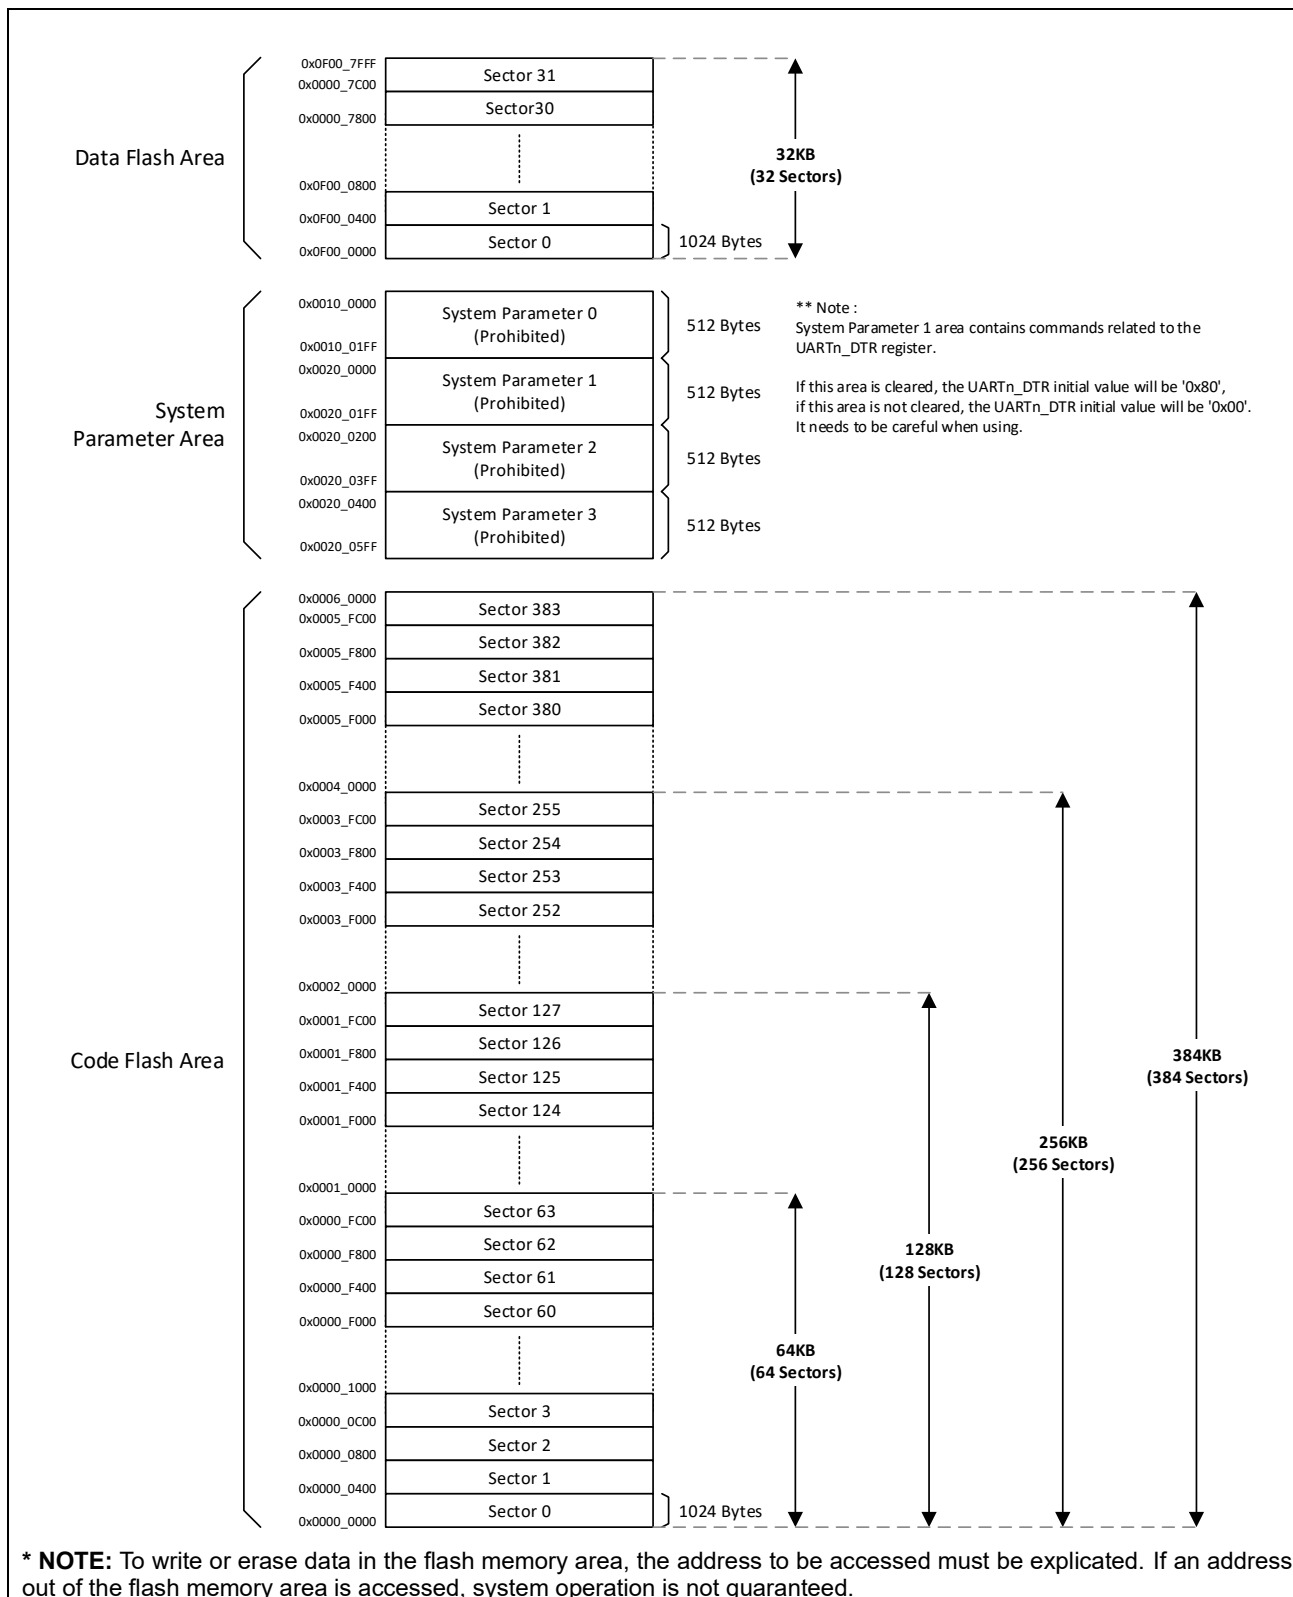 0x0F00_7FFF
0x0000_7C00
Sector 31
Sector30
0x0000_7800
Data Flash Area
32KB
(32 Sectors)
0x0F00_0800
Sector 1
0x0F00_0400
Sector 0
1024 Bytes
0x0F00_0000
0x0010_0000
System Parameter 0
(Prohibited)
512 Bytes
0x0010_01FF
** Note :
System Parameter 1 area contains commands related to the
UARTn_DTR register.
If this area is cleared, the UARTn_DTR initial value will be '0x80',
if this area is not cleared, the UARTn_DTR initial value will be '0x00'.
It needs to be careful when using.
0x0020_0000
System Parameter 1
(Prohibited)
512 Bytes
0x0020_01FF
System
Parameter Area
0x0020_0200
System Parameter 2
(Prohibited)
512 Bytes
0x0020_03FF
0x0020_0400
System Parameter 3
(Prohibited)
512 Bytes
0x0020_05FF
0x0006_0000
Sector 383
0x0005_FC00
Sector 382
0x0005_F800
Sector 381
0x0005_F400
Sector 380
0x0005_F000
0x0004_0000
Sector 255
0x0003_FC00
Sector 254
0x0003_F800
Sector 253
0x0003_F400
Sector 252
0x0003_F000
0x0002_0000
Sector 127
0x0001_FC00
Sector 126
0x0001_F800
Sector 125
0x0001_F400
Sector 124
0x0001_F000
Code Flash Area
384KB
(384 Sectors)
256KB
(256 Sectors)
0x0001_0000
Sector 63
0x0000_FC00
Sector 62
0x0000_F800
Sector 61
0x0000_F400
Sector 60
0x0000_F000
128KB
(128 Sectors)
64KB
(64 Sectors)
0x0000_1000
Sector 3
0x0000_0C00
Sector 2
0x0000_0800
Sector 1
0x0000_0400
Sector 0
1024 Bytes
0x0000_0000
* NOTE: To write or erase data in the flash memory area, the address to be accessed must be explicated. If an address
out of the flash memory area is accessed, system operation is not guaranteed.